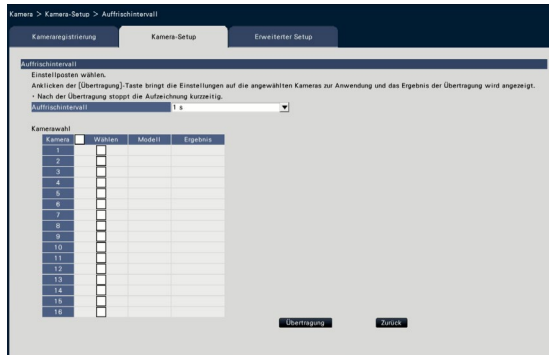 Kamera > Kamera-Setup > Auffrischintervall
Kameraregistrierung Kamera-Setup Erweiterter Setup
Auffrischintervall
Einstellposten wählen.
Anklicken der [Übertragung]-Taste bringt die Einstellungen auf die angewählten Kameras zur Anwendung und das Ergebnis der Übertragung wird angezeigt.
• Nach der Übertragung stoppt die Aufzeichnung kurzzeitig.
Auffrischintervall 1 s
Kamerawahl
Kamera Wählen Modell Ergebnis
1
2
3
4
5
6
7
8
9
10
11
12
13
14
15
16
Übertragung Zurück